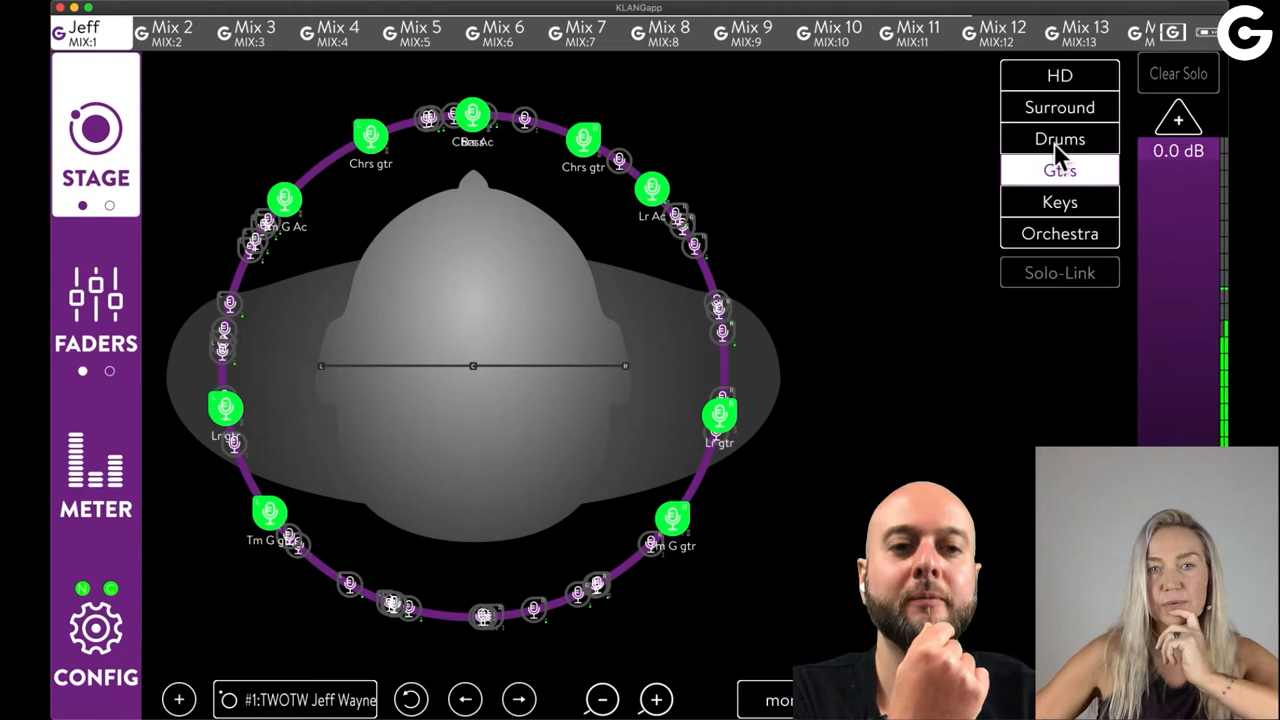 KLANGapp
Jeff
MIX:1
Mix 2
MIX:2
Mix 3
MIX:3
Mix 4
MIX:4
Mix 5
MIX:5
Mix 6
MIX:6
Mix 7
MIX:7
Mix 8
MIX:8
Mix 9
MIX:9
Mix 10
MIX:10
Mix 11
MIX:11
Mix 12
MIX:12
Mix 13
MIX:13
M
M
STAGE
FADERS
METER
N C
CONFIG
HD
Surround
Drums
Gtrs
Keys
Orchestra
Solo-Link
Clear Solo
+
0.0 dB
Chrs gtr
Chrs gtr
Lr Ac
Lr gtr
Lr gtr
L C R
+
#1:TWOTW Jeff Wayne